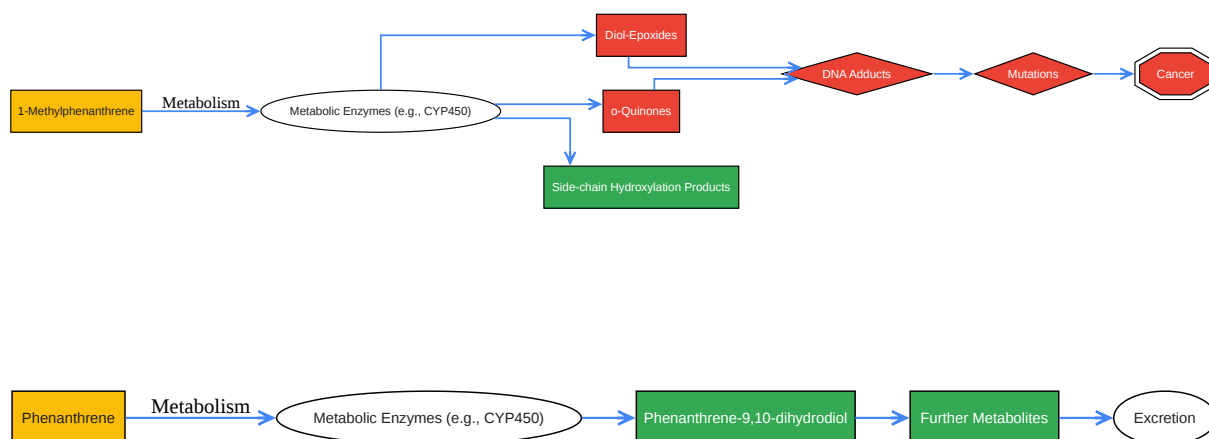 Diol-Epoxides
DNA Adducts
Mutations
Cancer
1-Methylphenanthrene
Metabolism
Metabolic Enzymes (e.g., CYP450)
o-Quinones
Side-chain Hydroxylation Products
Phenanthrene
Metabolism
Metabolic Enzymes (e.g., CYP450)
Phenanthrene-9,10-dihydrodiol
Further Metabolites
Excretion